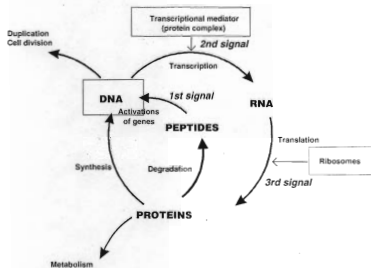 Transcriptional mediator
(protein complex)
Duplication
Cell division
2nd signal
Transcription
DNA
1st signal
RNA
Activations
of genes
PEPTIDES
Translation
Synthesis
Degradation
Ribosomes
3rd signal
PROTEINS
Metabolism